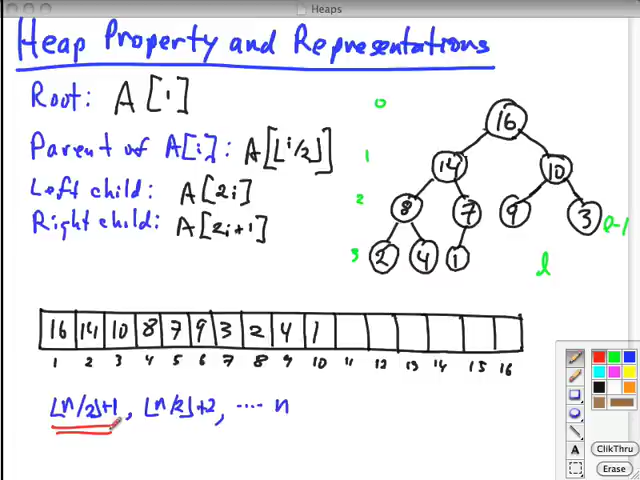 Heaps
Heap Property and Representations
Root: A[1]
Parent of A[i]: A[⌊i/2⌋]
Left child: A[2i]
Right child: A[2i+1]
0
16
1
14 10
2
8 7 9 3 l-1
3
2 4 1 l
16 14 10 8 7 9 3 2 4 1
1 2 3 4 5 6 7 8 9 10 11 12 13 14 15 16
⌊n/2⌋+1, ⌊n/2⌋+2, .... n
ClikThru
Erase